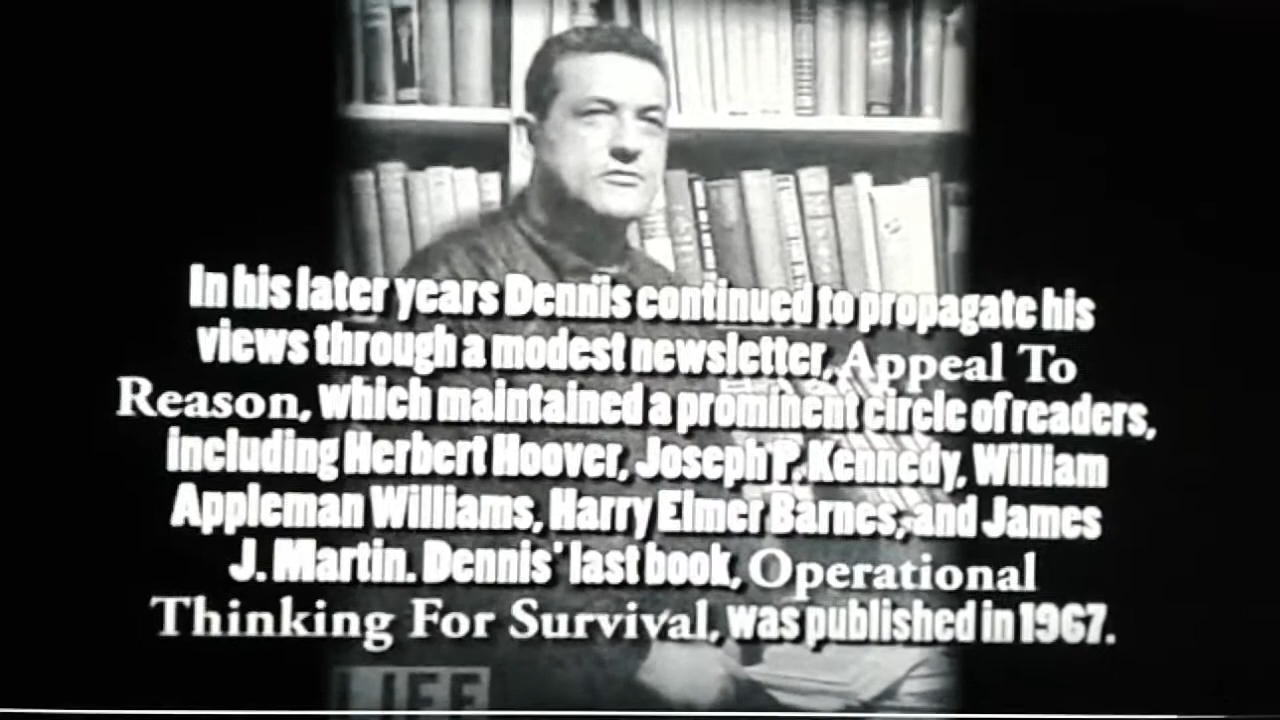 In his later years Dennis continued to propagate his
views through a modest newsletter, Appeal To
Reason, which maintained a prominent circle of readers,
including Herbert Hoover, Joseph P. Kennedy, William
Appleman Williams, Harry Elmer Barnes, and James
J. Martin. Dennis' last book, Operational
Thinking For Survival, was published in 1967.
LIFE